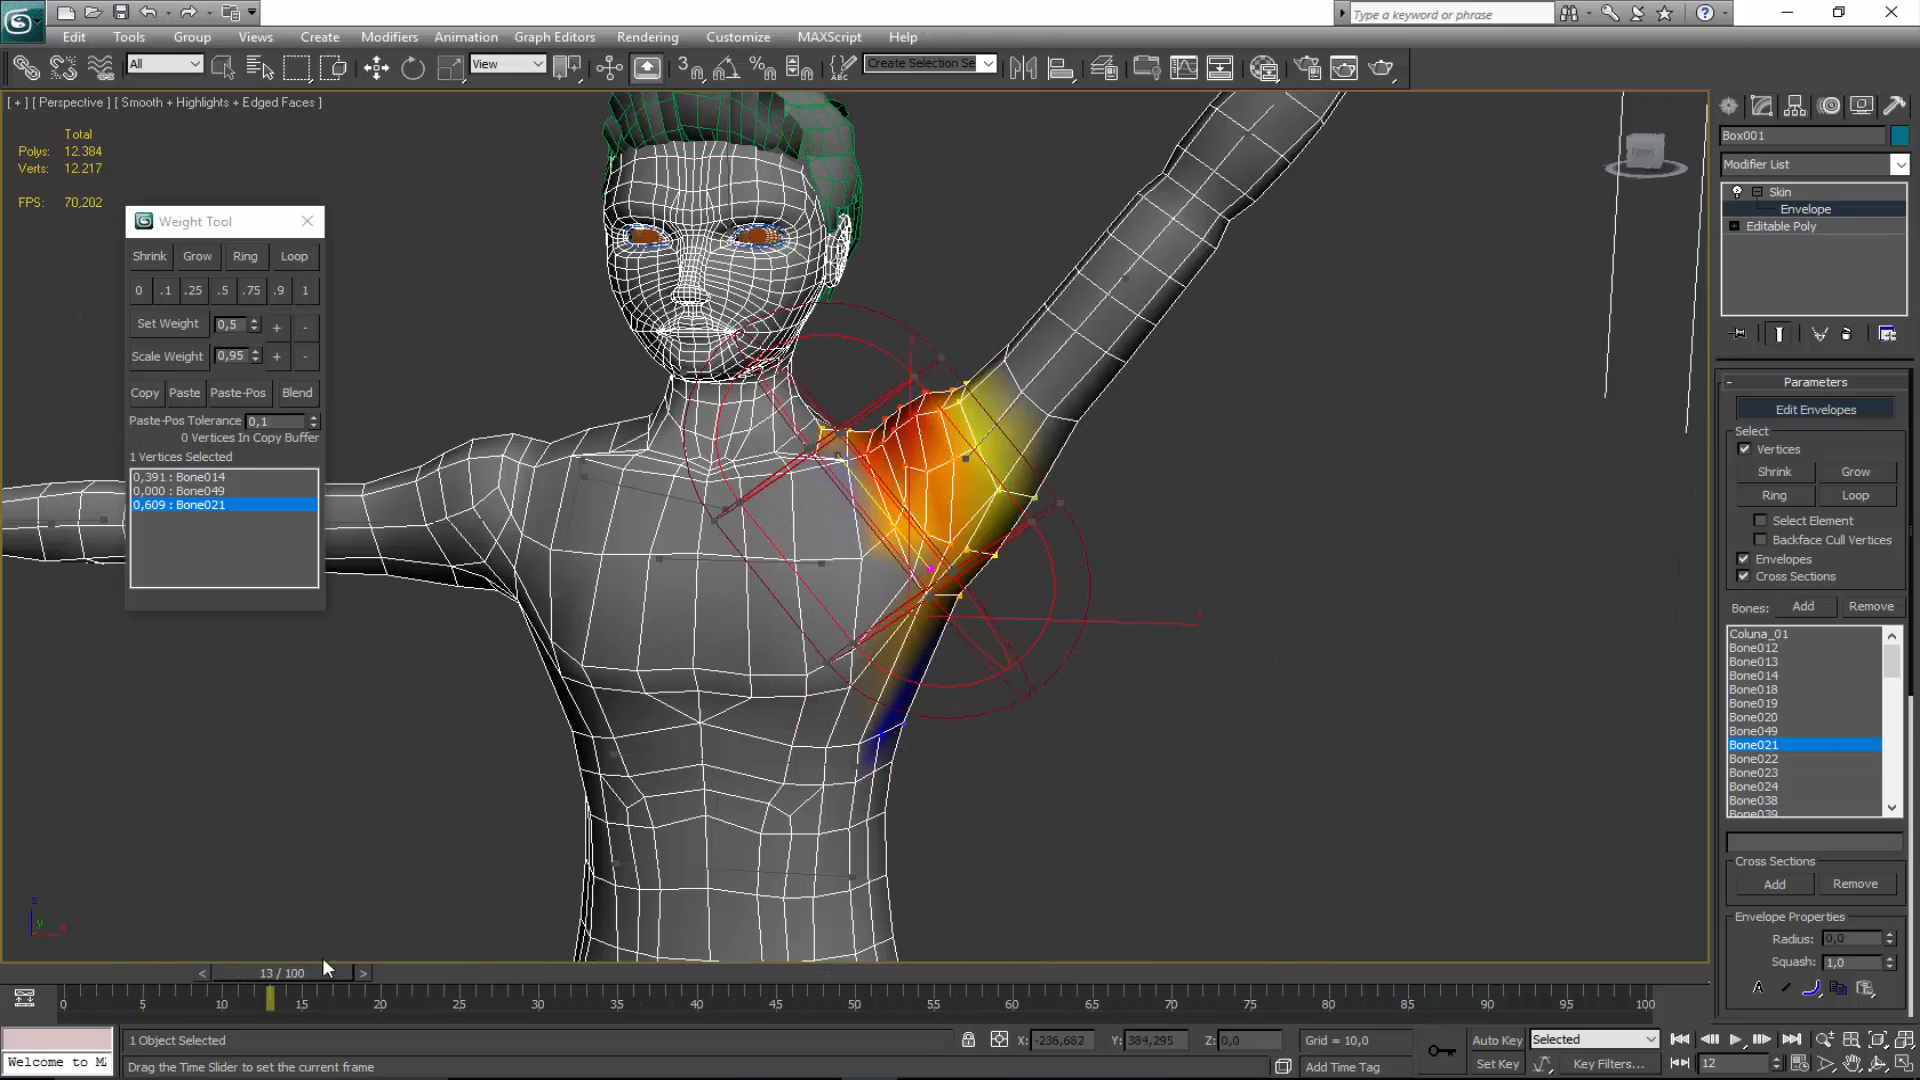 Type a keyword or phrase
Edit Tools Group Views Create Modifiers Animation Graph Editors Rendering Customize MAXScript Help
All
View
3
ABC
Create Selection Se
[ + ] [ Perspective ] [ Smooth + Highlights + Edged Faces ]
Total
Polys: 12.384
Verts: 12.217
FPS: 70,202
FRONT
Weight Tool
Shrink Grow Ring Loop
0 .1 .25 .5 .75 .9 1
Set Weight 0,5 + -
Scale Weight 0,95 + -
Copy Paste Paste-Pos Blend
Paste-Pos Tolerance 0,1
0 Vertices In Copy Buffer
1 Vertices Selected
0,391 : Bone014
0,000 : Bone049
0,609 : Bone021
Box001
Modifier List
Skin
Envelope
Editable Poly
Parameters
Edit Envelopes
Select
Vertices
Shrink Grow
Ring Loop
Select Element
Backface Cull Vertices
Envelopes
Cross Sections
Bones: Add Remove
Coluna_01
Bone012
Bone013
Bone014
Bone018
Bone019
Bone020
Bone049
Bone021
Bone022
Bone023
Bone024
Bone038
Bone039
Cross Sections
Add Remove
Envelope Properties
Radius: 0,0
Squash: 1,0
z
y
x
< 13 / 100 >
0 5 10 15 20 25 30 35 40 45 50 55 60 65 70 75 80 85 90 95 100
1 Object Selected
X: -236,682 Y: 384,295 Z: 0,0 Grid = 10,0
Auto Key Selected
Welcome to M
Drag the Time Slider to set the current frame
Add Time Tag
Set Key Key Filters... 12